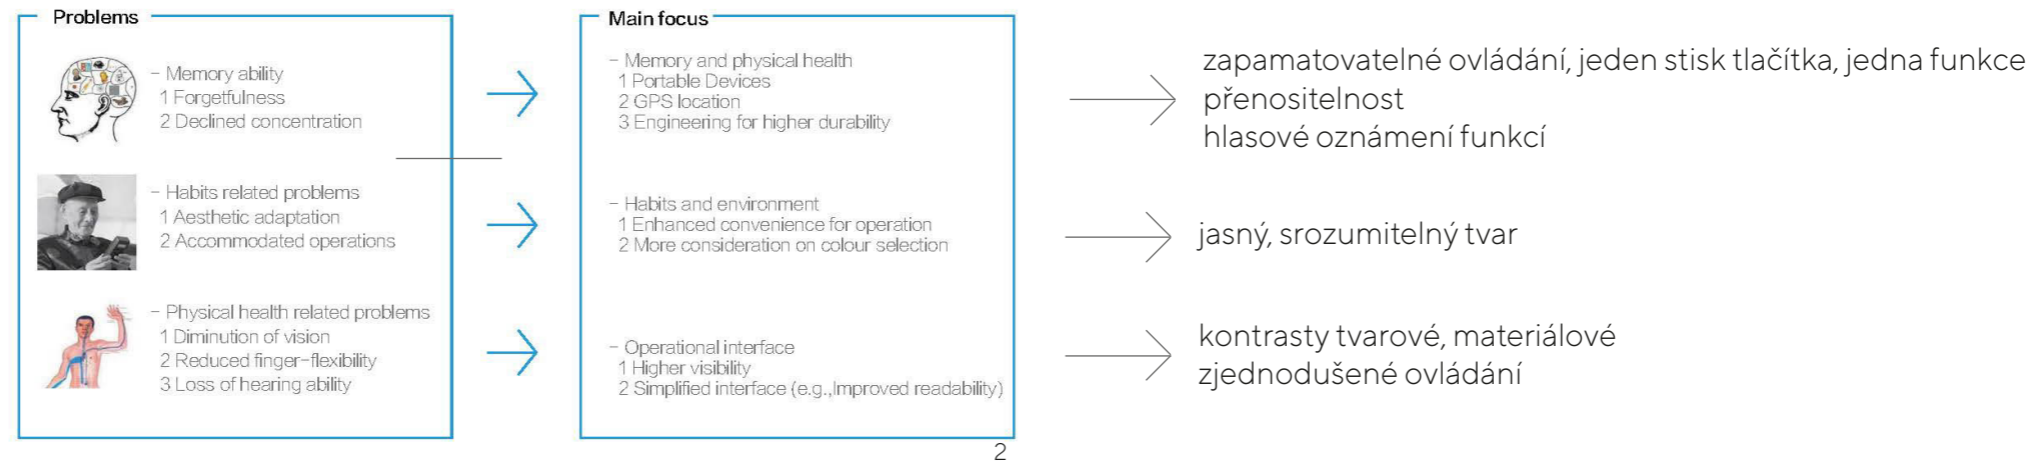 Problems
– Memory ability
1 Forgetfulness
2 Declined concentration
– Habits related problems
1 Aesthetic adaptation
2 Accommodated operations
– Physical health related problems
1 Diminution of vision
2 Reduced finger-flexibility
3 Loss of hearing ability
Main focus
– Memory and physical health
1 Portable Devices
2 GPS location
3 Engineering for higher durability
– Habits and environment
1 Enhanced convenience for operation
2 More consideration on colour selection
– Operational interface
1 Higher visibility
2 Simplified interface (e.g.,Improved readability)
2
zapamatovatelné ovládání, jeden stisk tlačítka, jedna funkce
přenositelnost
hlasové oznámení funkcí
jasný, srozumitelný tvar
kontrasty tvarové, materiálové
zjednodušené ovládání